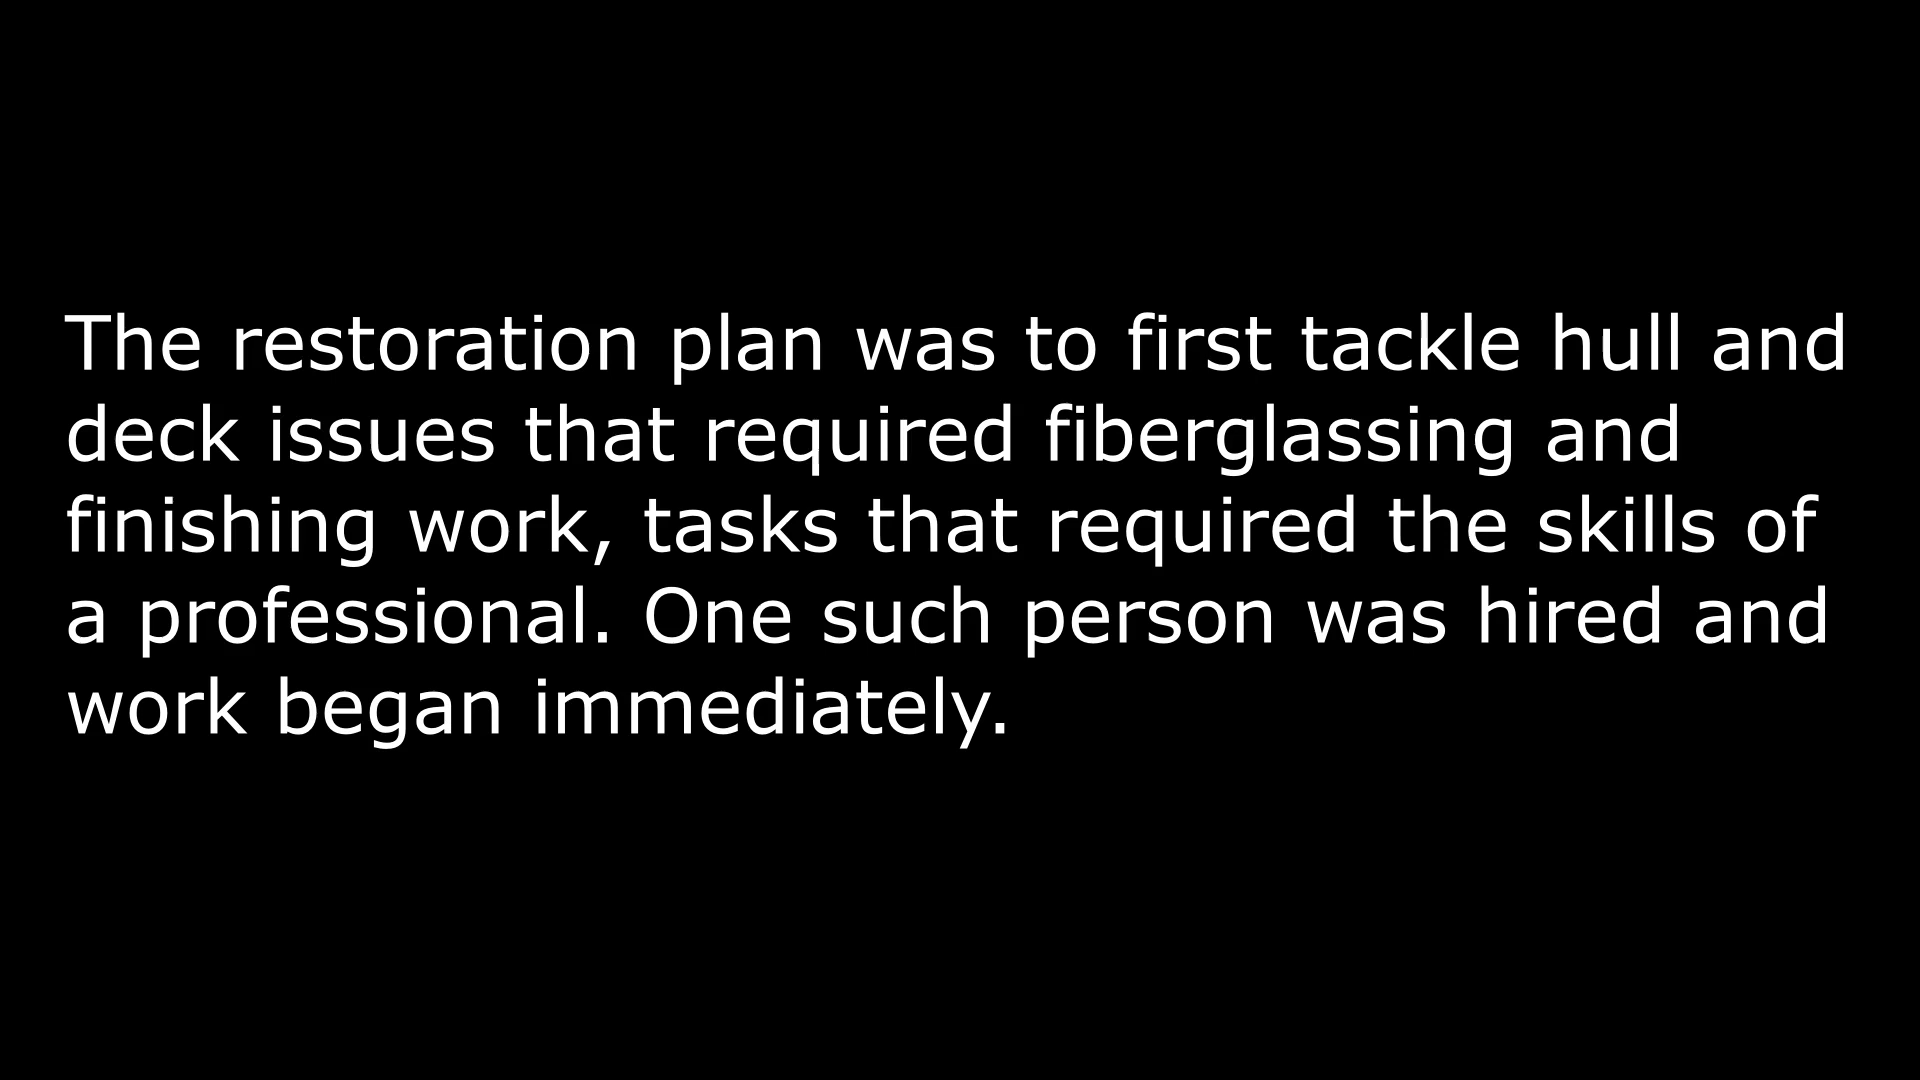 The restoration plan was to first tackle hull and
deck issues that required fiberglassing and
finishing work, tasks that required the skills of
a professional. One such person was hired and
work began immediately.